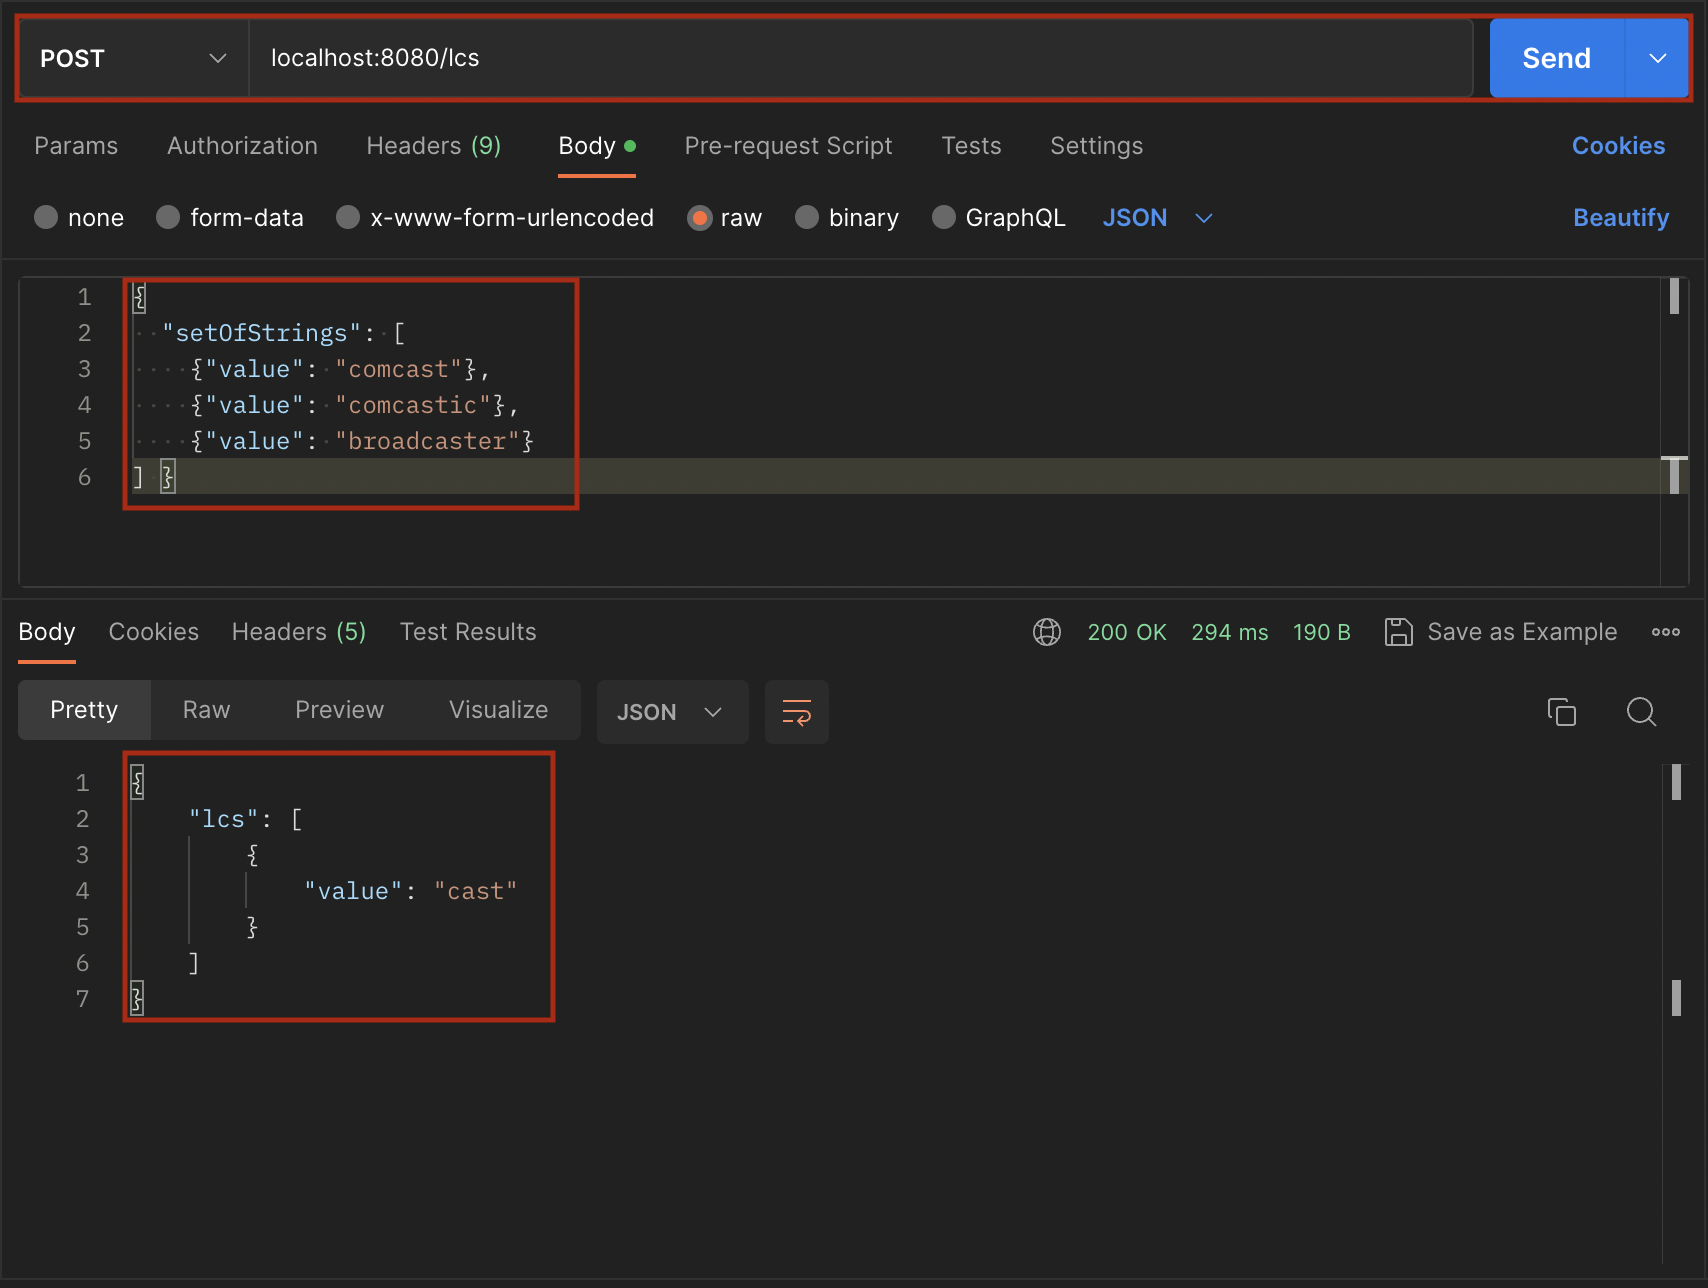 POST localhost:8080/lcs Send
Params Authorization Headers (9) Body Pre-request Script Tests Settings Cookies
none form-data x-www-form-urlencoded raw binary GraphQL JSON Beautify
1 {
2 "setOfStrings": [
3 {"value": "comcast"},
4 {"value": "comcastic"},
5 {"value": "broadcaster"}
6 ] }
Body Cookies Headers (5) Test Results 200 OK 294 ms 190 B Save as Example
Pretty Raw Preview Visualize JSON
1 {
2 "lcs": [
3 {
4 "value": "cast"
5 }
6 ]
7 }